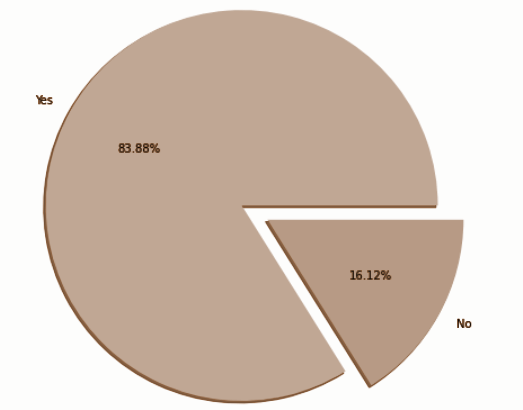 Yes
83.88%
16.12%
No